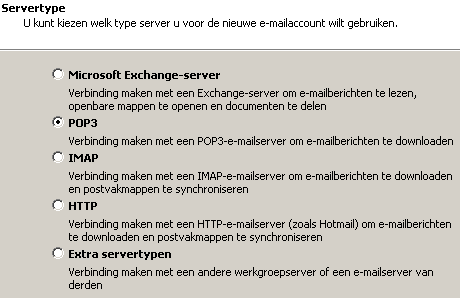 Servertype
U kunt kiezen welk type server u voor de nieuwe e-mailaccount wilt gebruiken.
Microsoft Exchange-server
Verbinding maken met een Exchange-server om e-mailberichten te lezen,
openbare mappen te openen en documenten te delen
POP3
Verbinding maken met een POP3-e-mailserver om e-mailberichten te downloaden
IMAP
Verbinding maken met een IMAP-e-mailserver om e-mailberichten te downloaden
en postvakmappen te synchroniseren
HTTP
Verbinding maken met een HTTP-e-mailserver (zoals Hotmail) om e-mailberichten
te downloaden en postvakmappen te synchroniseren
Extra servertypen
Verbinding maken met een andere werkgroepserver of een e-mailserver van
derden